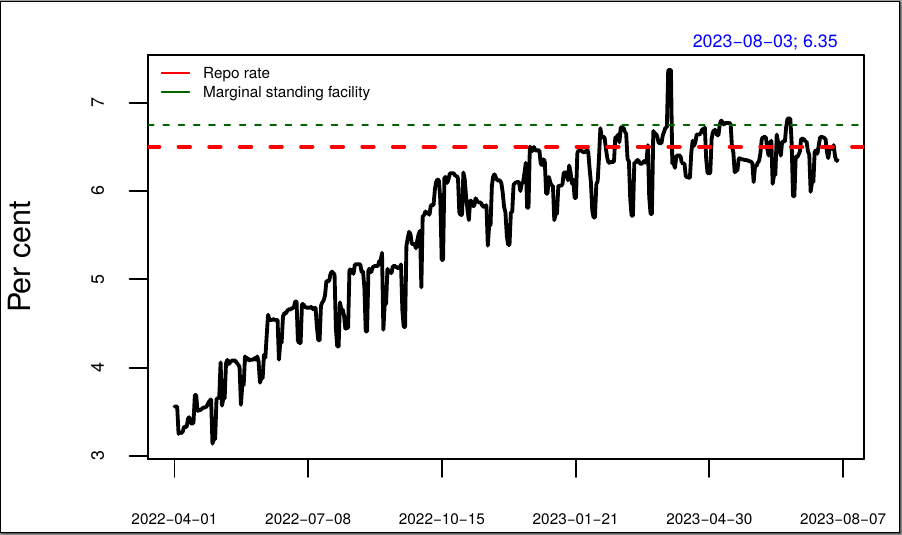 2023−08−03; 6.35
Repo rate
Marginal standing facility
Per cent
7
6
5
4
3
2022−04−01 2022−07−08 2022−10−15 2023−01−21 2023−04−30 2023−08−07